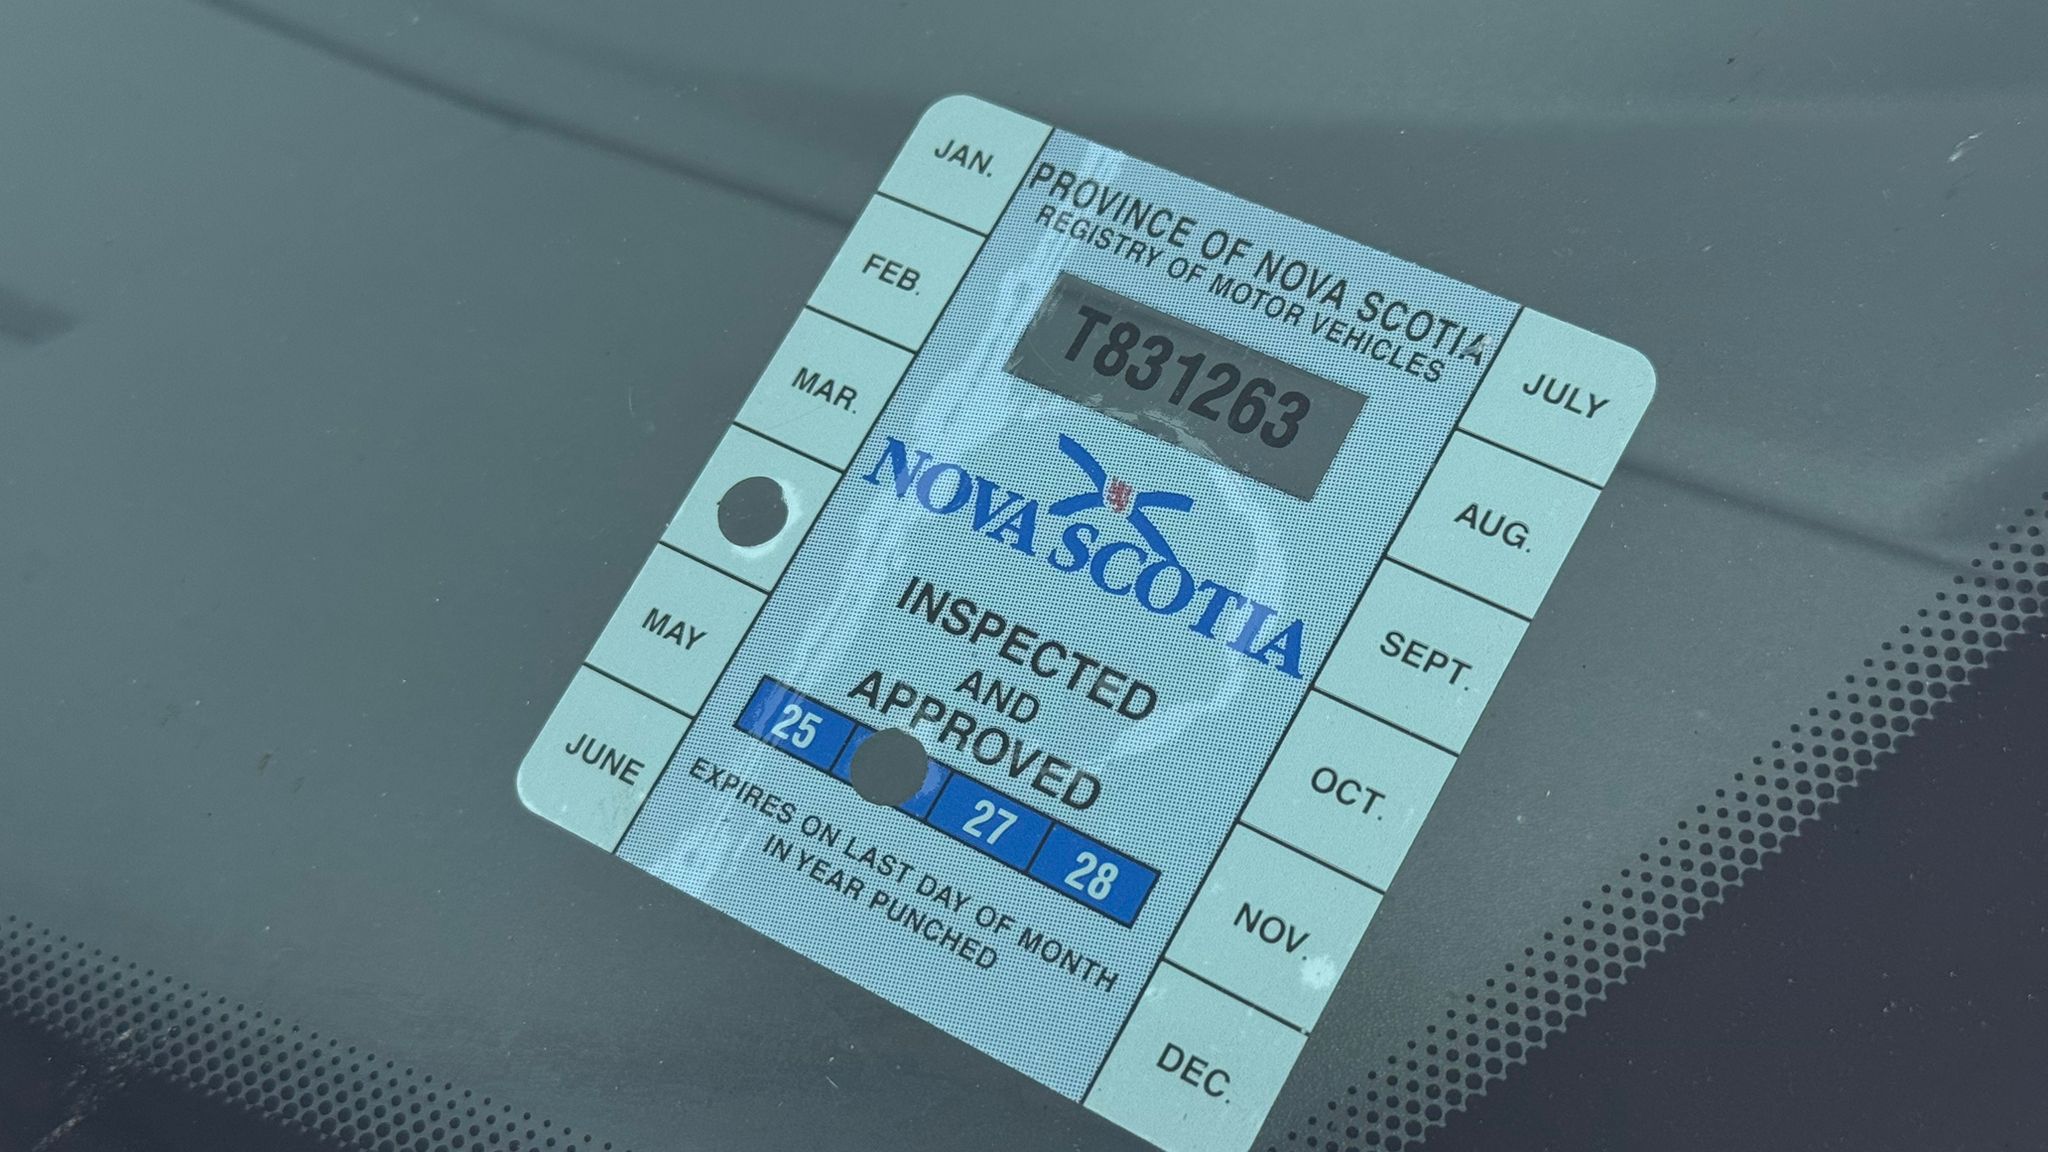 JAN.
FEB.
MAR.
MAY
JUNE
PROVINCE OF NOVA SCOTIA
REGISTRY OF MOTOR VEHICLES
T831263
NOVA SCOTIA
INSPECTED
AND
APPROVED
25 27 28
EXPIRES ON LAST DAY OF MONTH
IN YEAR PUNCHED
JULY
AUG.
SEPT.
OCT.
NOV.
DEC.